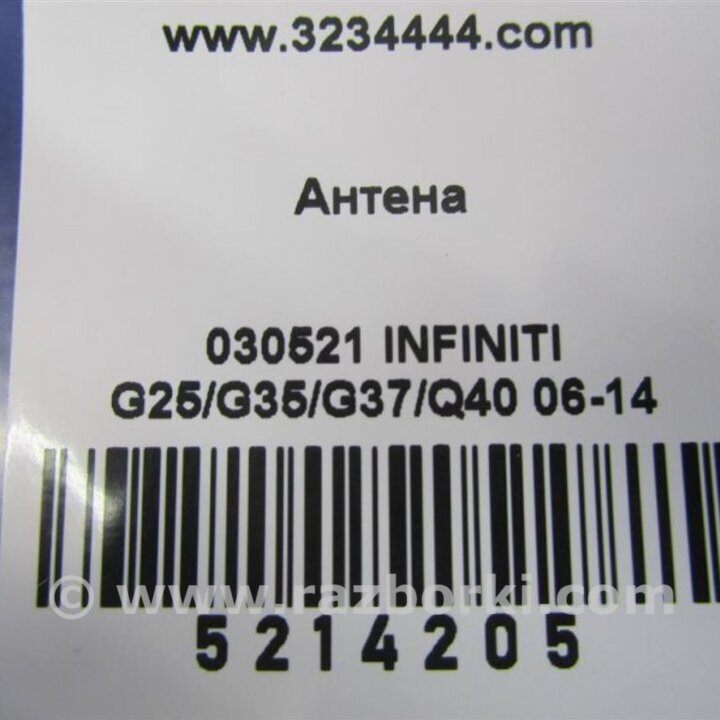 www.3234444.com
Антена
030521 INFINITI
G25/G35/G37/Q40 06-14
© www.razborki.com
5214205